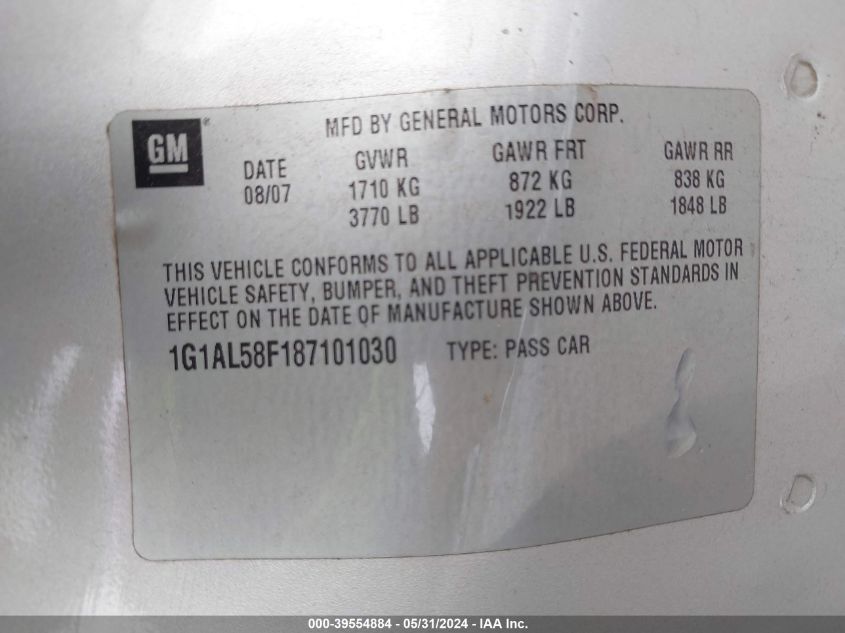 GM®
MFD BY GENERAL MOTORS CORP.
DATE GVWR GAWR FRT GAWR RR
08/07 1710 KG 872 KG 838 KG
3770 LB 1922 LB 1848 LB
THIS VEHICLE CONFORMS TO ALL APPLICABLE U.S. FEDERAL MOTOR
VEHICLE SAFETY, BUMPER, AND THEFT PREVENTION STANDARDS IN
EFFECT ON THE DATE OF MANUFACTURE SHOWN ABOVE.
1G1AL58F187101030 TYPE: PASS CAR
000-39554884 - 05/31/2024 - IAA Inc.